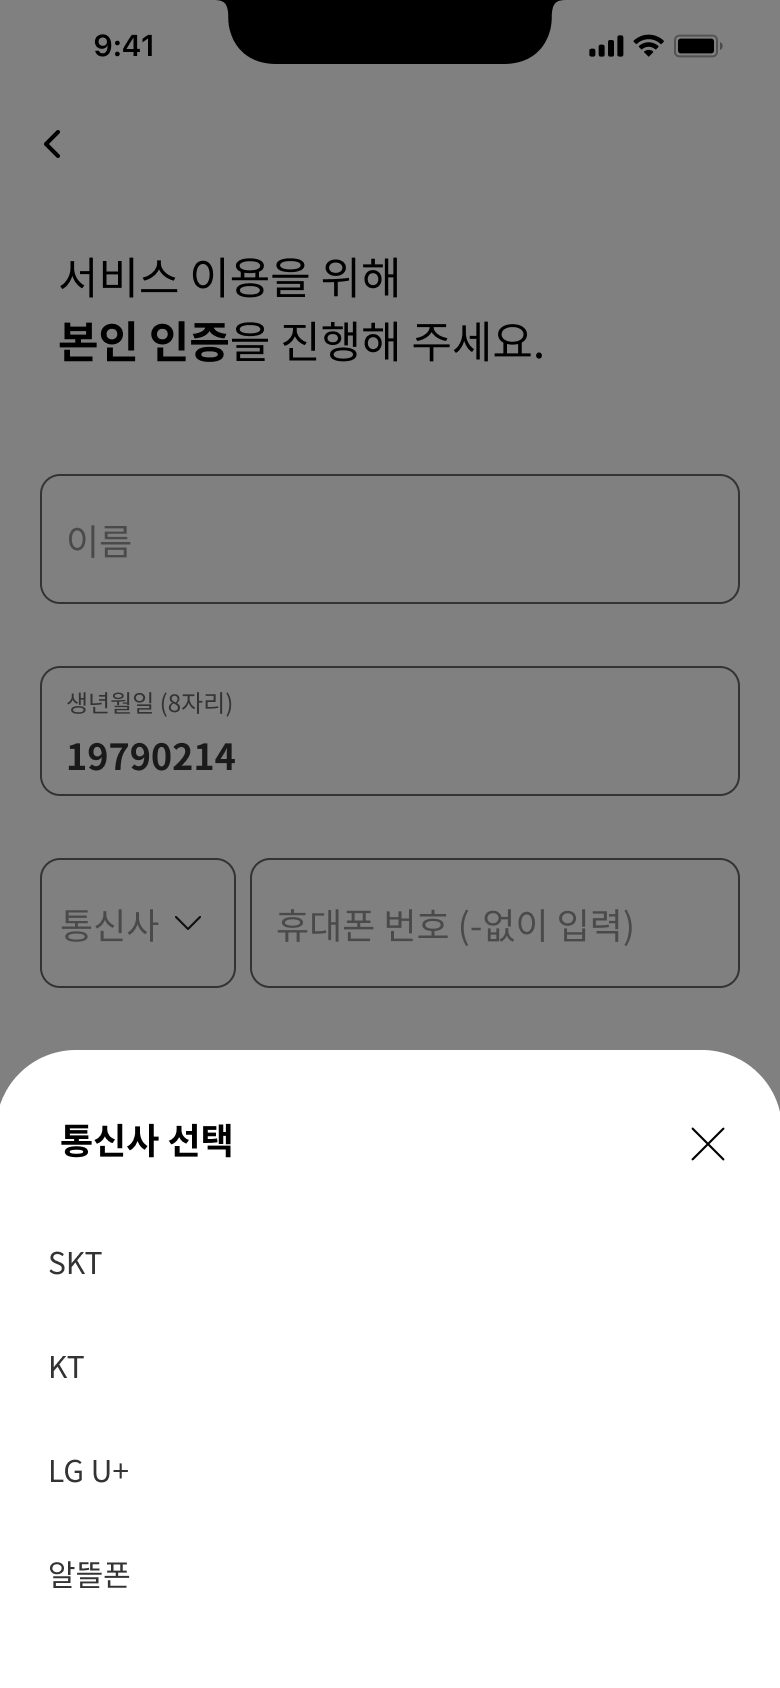 9:41
서비스 이용을 위해
본인 인증을 진행해 주세요.
이름
생년월일 (8자리)
19790214
통신사
휴대폰 번호 (-없이 입력)
통신사 선택
SKT
KT
LG U+
알뜰폰